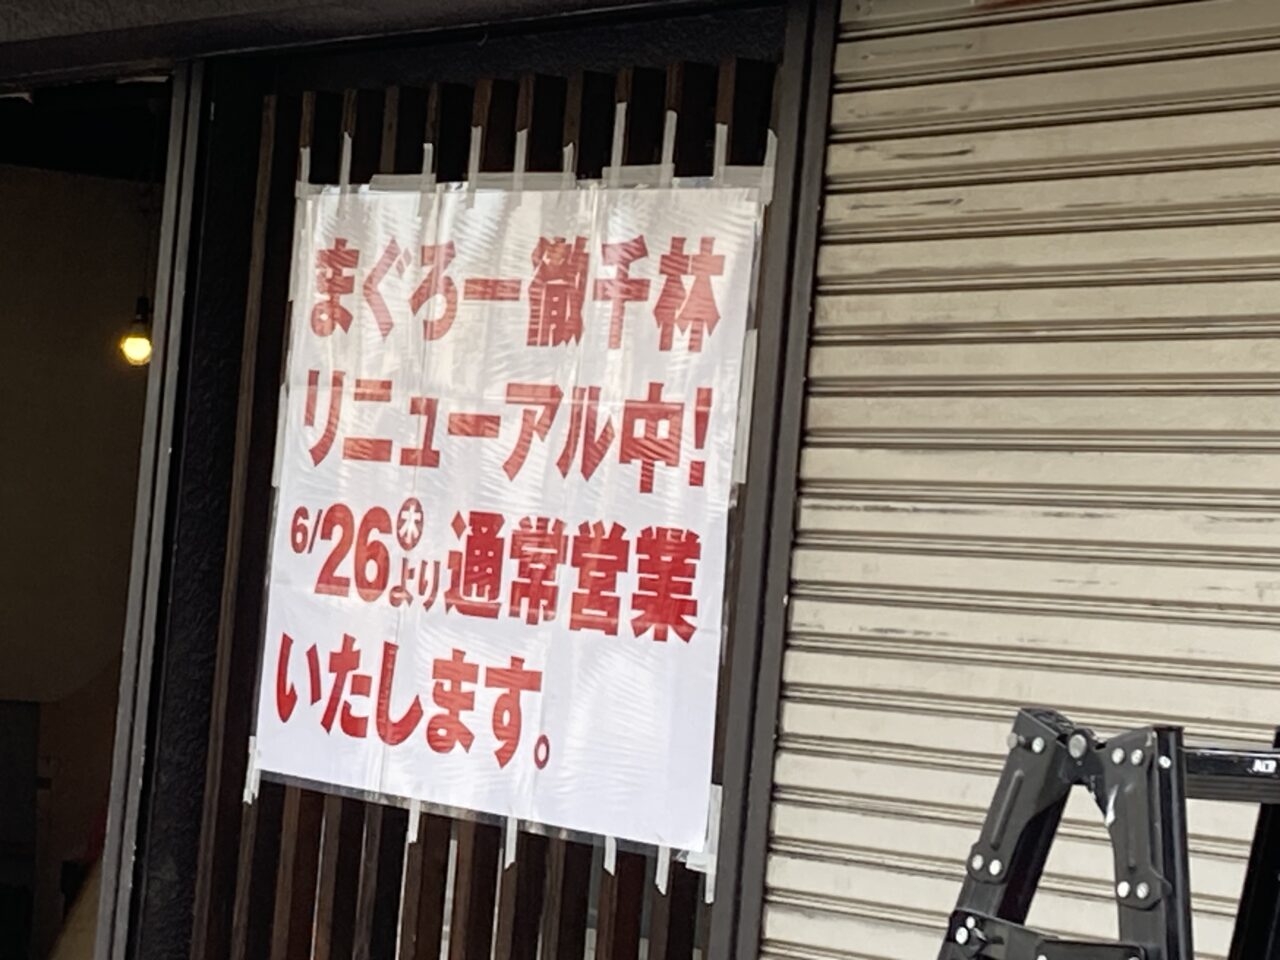 まぐろ一徹千林
リニューアル中!
6/26木より通常営業
いたします。